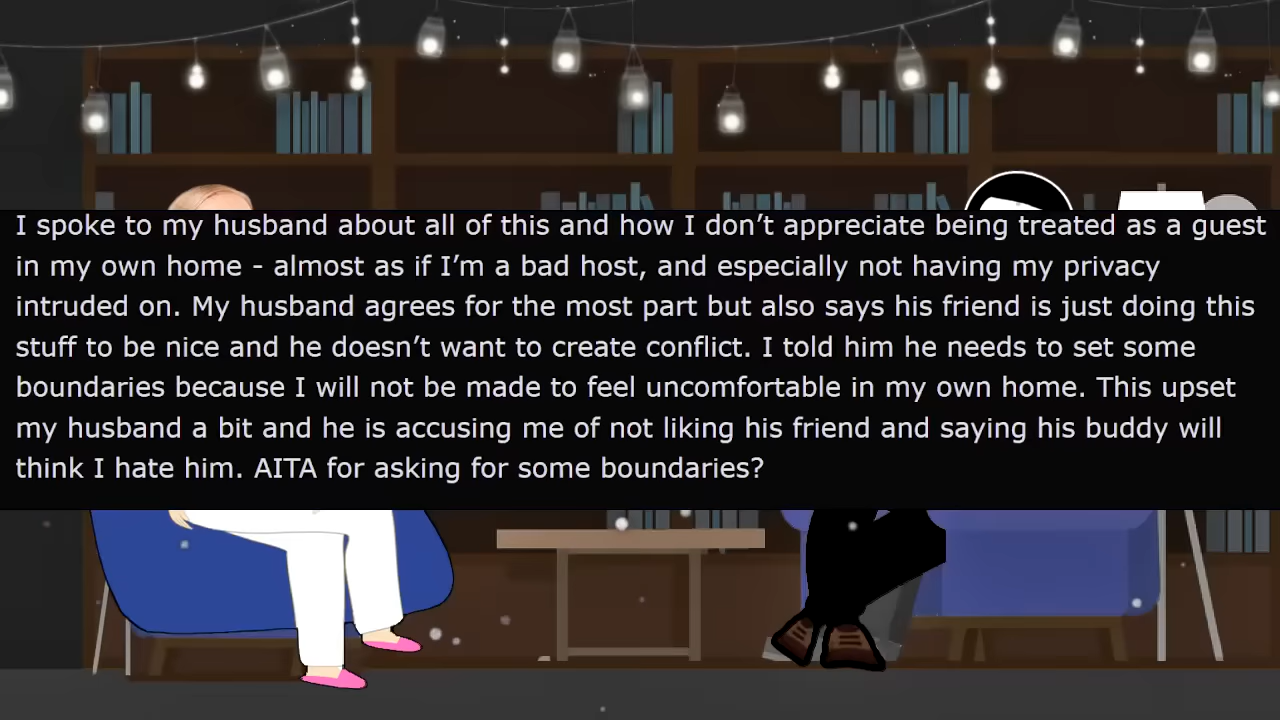 I spoke to my husband about all of this and how I don’t appreciate being treated as a guest
in my own home - almost as if I’m a bad host, and especially not having my privacy
intruded on. My husband agrees for the most part but also says his friend is just doing this
stuff to be nice and he doesn’t want to create conflict. I told him he needs to set some
boundaries because I will not be made to feel uncomfortable in my own home. This upset
my husband a bit and he is accusing me of not liking his friend and saying his buddy will
think I hate him. AITA for asking for some boundaries?